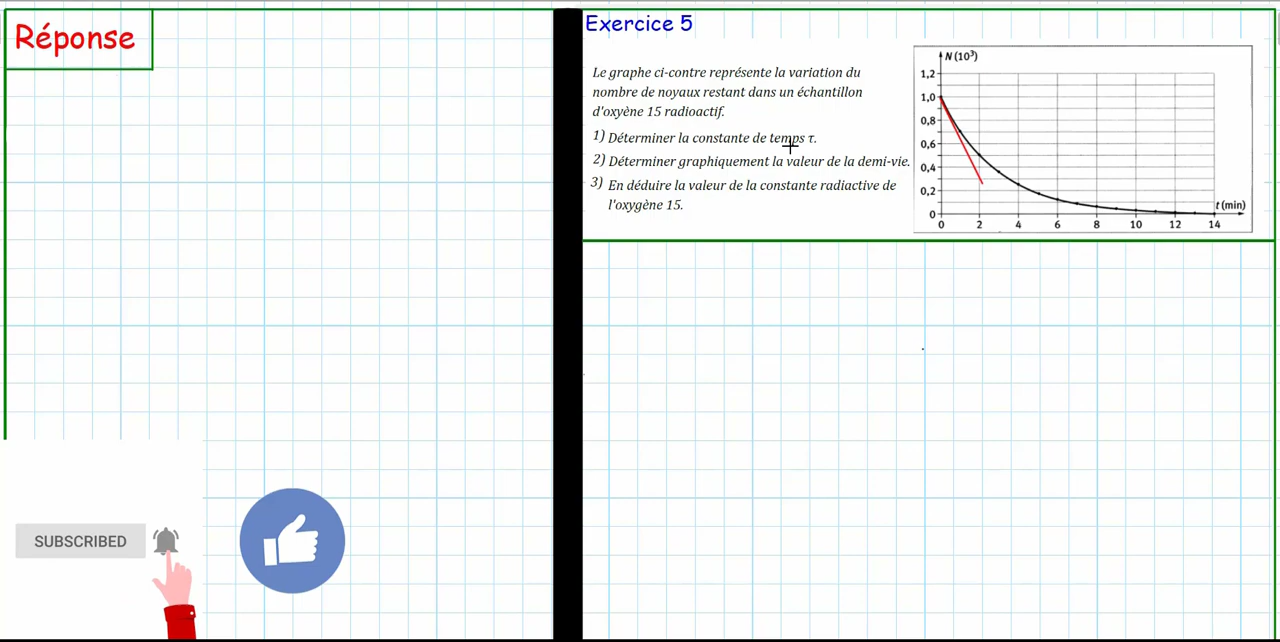 Réponse
Exercice 5
Le graphe ci-contre représente la variation du
nombre de noyaux restant dans un échantillon
d'oxyène 15 radioactif.
1) Déterminer la constante de temps τ.
2) Déterminer graphiquement la valeur de la demi-vie.
3) En déduire la valeur de la constante radiactive de
l'oxygène 15.
N (10³)
1,2
1,0
0,8
0,6
0,4
0,2
0
t (min)
0 2 4 6 8 10 12 14
SUBSCRIBED